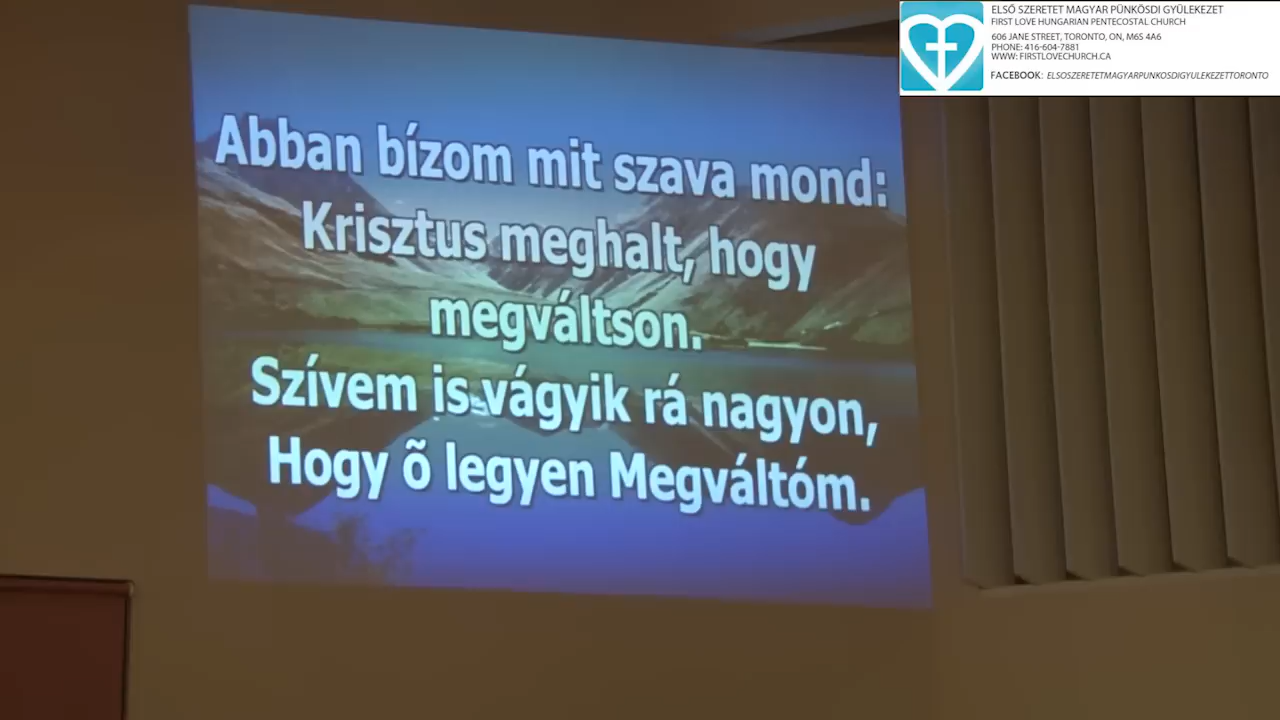 ELSŐ SZERETET MAGYAR PÜNKÖSDI GYÜLEKEZET
FIRST LOVE HUNGARIAN PENTECOSTAL CHURCH
606 JANE STREET, TORONTO, ON, M6S 4A6
PHONE: 416-604-7881
WWW: FIRSTLOVECHURCH.CA
FACEBOOK: ELSOSZERETETMAGYARPUNKOSDIGYULEKEZETTORONTO
Abban bízom mit szava mond:
Krisztus meghalt, hogy
megváltson.
Szívem is vágyik rá nagyon,
Hogy õ legyen Megváltóm.